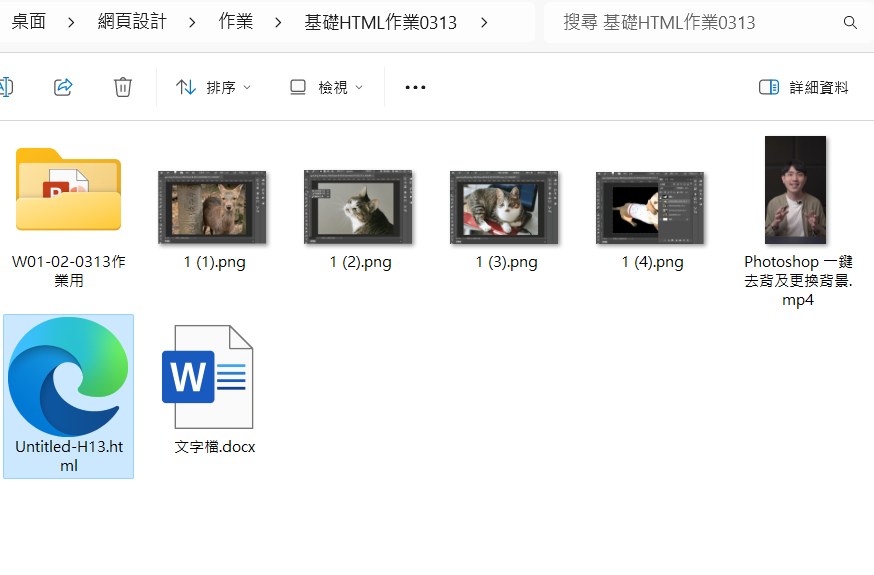 桌面 > 網頁設計 > 作業 > 基礎HTML作業0313 >
搜尋 基礎HTML作業0313
排序
檢視
詳細資料
W01-02-0313作
業用
1 (1).png
1 (2).png
1 (3).png
1 (4).png
Photoshop 一鍵
去背及更換背景.
mp4
Untitled-H13.ht
ml
文字檔.docx